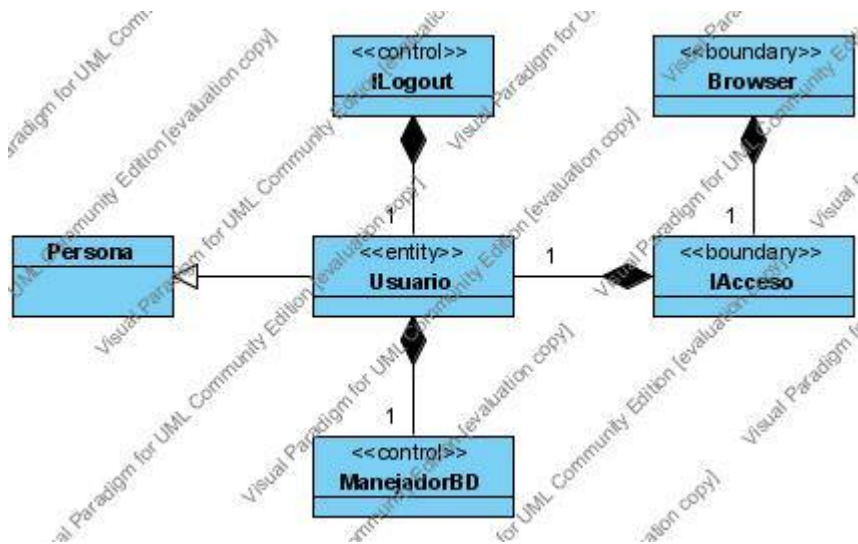 <<control>>
ILogout
<<boundary>>
Browser
1
1
Persona
<<entity>>
Usuario
1
<<boundary>>
IAcceso
1
<<control>>
ManejadorBD
Visual Paradigm for UML Community Edition [evaluation copy]